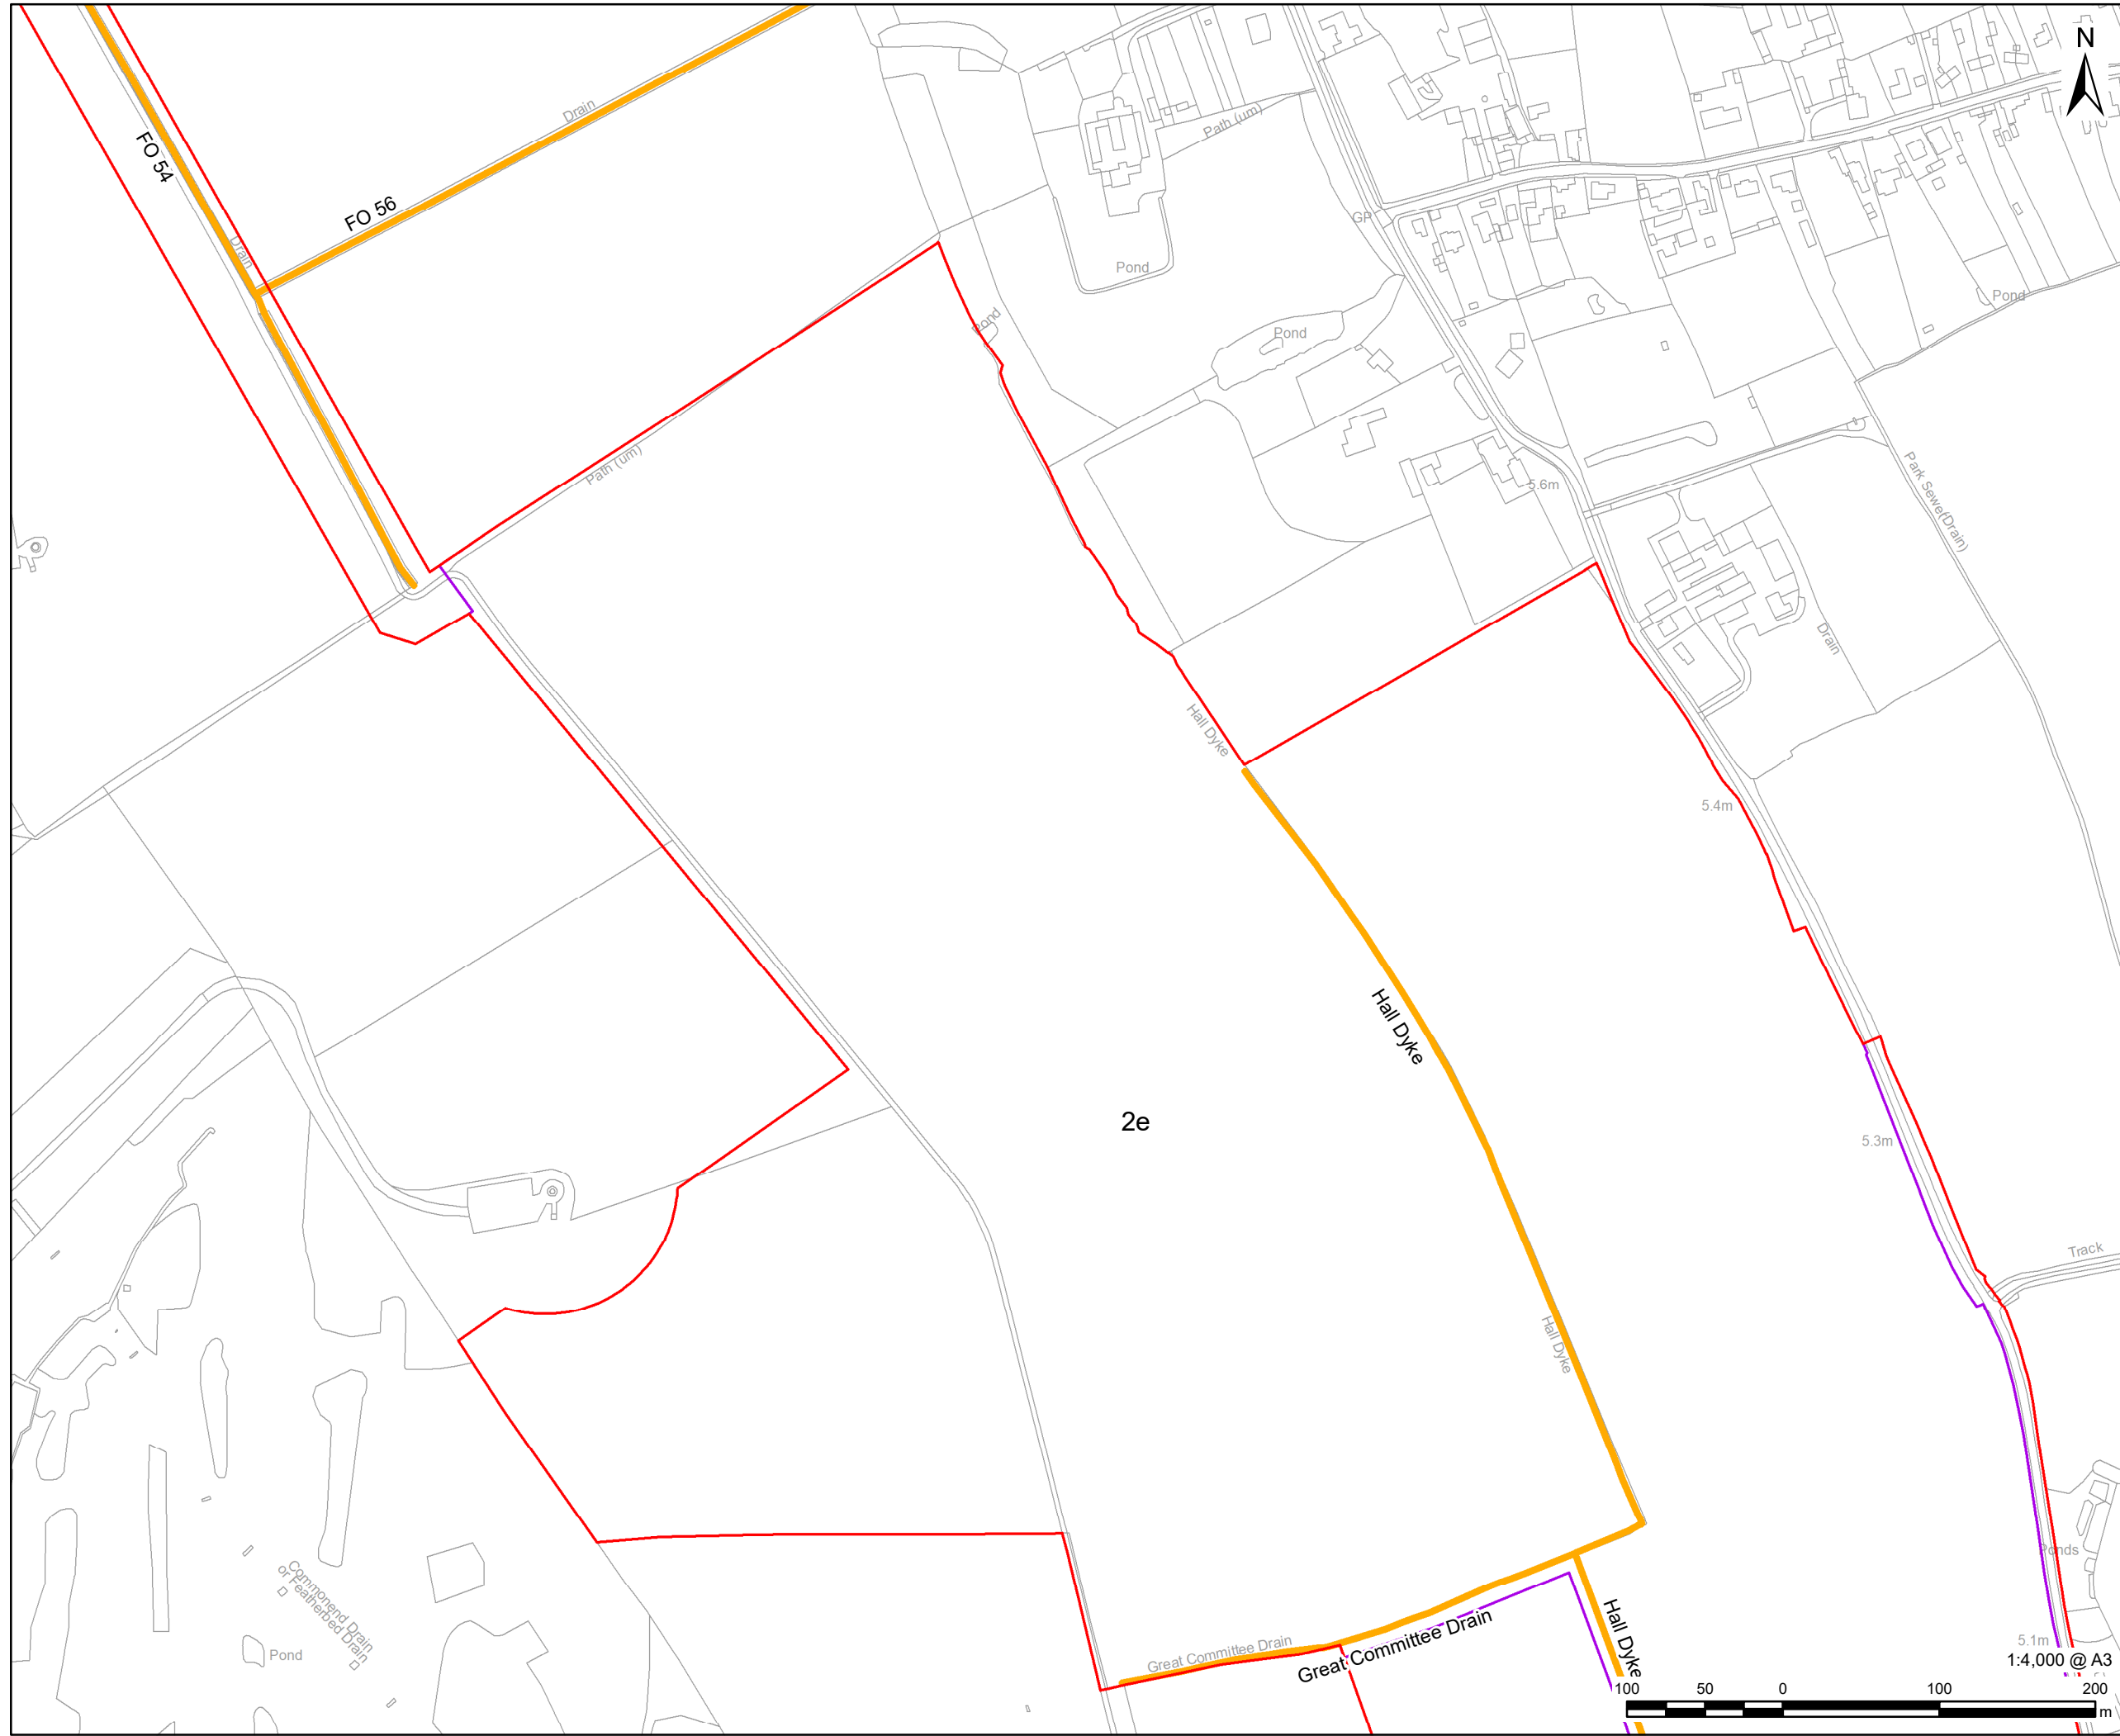 N
Drain
FO 54
FO 56
Drain
Path (um)
GP
Pond
Pond
Pond
Pond
Path (um)
5.6m
Park Sewer(Drain)
Drain
Hall Dyke
5.4m
Hall Dyke
2e
5.3m
Track
Hall Dyke
Ponds
Commonend Drain
or Featherbed Drain
Pond
Great Committee Drain
Great Committee Drain
Hall Dyke
5.1m
1:4,000 @ A3
100 50 0 100 200
m